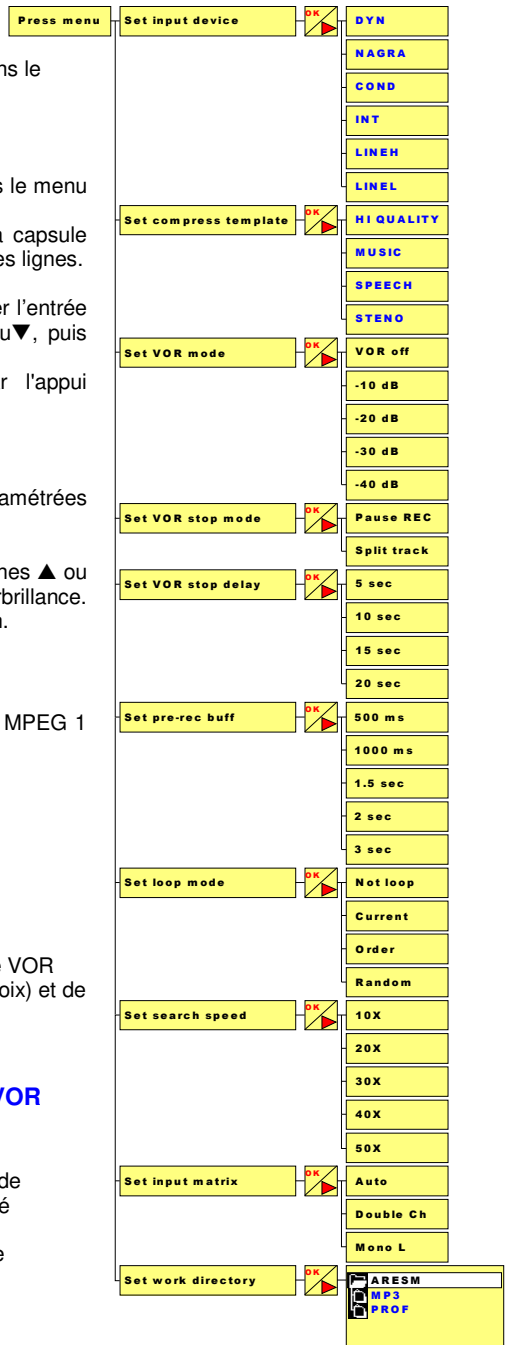 Press menu
Set input device
OK
DYN
NAGRA
COND
INT
LINEH
LINEL
Set compress template
OK
HI QUALITY
MUSIC
SPEECH
STENO
Set VOR mode
OK
VOR off
-10 dB
-20 dB
-30 dB
-40 dB
Set VOR stop mode
OK
Pause REC
Split track
Set VOR stop delay
OK
5 sec
10 sec
15 sec
20 sec
Set pre-rec buff
OK
500 ms
1000 ms
1.5 sec
2 sec
3 sec
Set loop mode
OK
Not loop
Current
Order
Random
Set search speed
OK
10X
20X
30X
40X
50X
Set input matrix
OK
Auto
Double Ch
Mono L
Set work directory
OK
ARESM
MP3
PROF
ns le
s le menu
a capsule
es lignes.
er l'entrée
u▼, puis
r l'appui
amétrées
nes ▲ ou
rbrillance.
n.
MPEG 1
e VOR
oix) et de
VOR
de
é
e